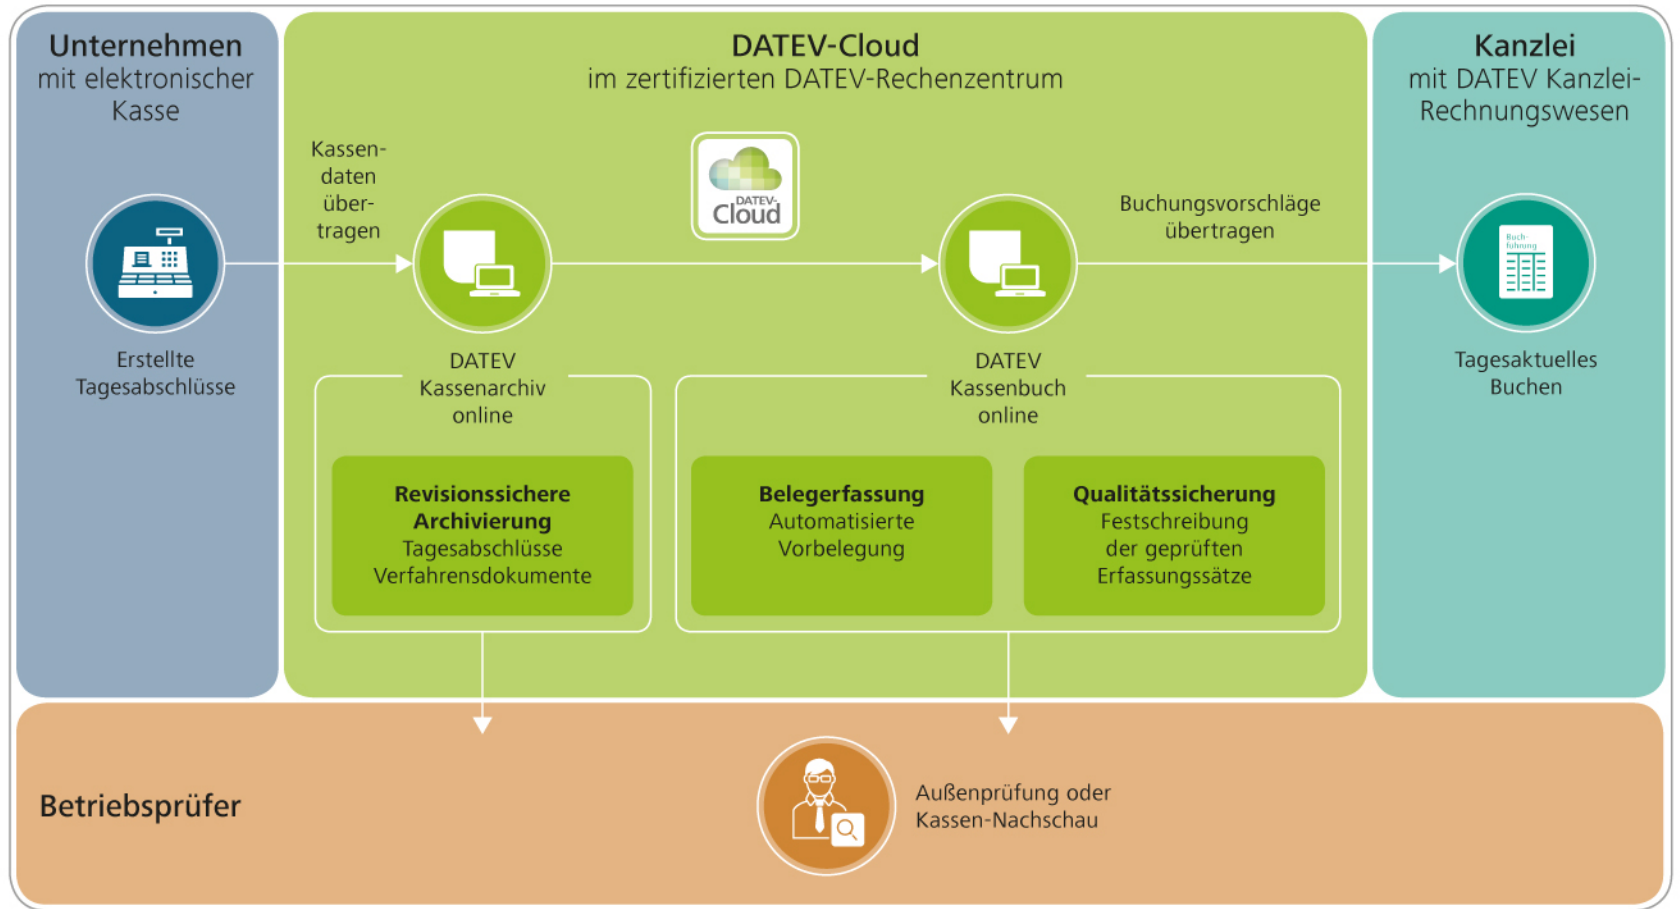 Unternehmen
mit elektronischer
Kasse
DATEV-Cloud
im zertifizierten DATEV-Rechenzentrum
Kanzlei
mit DATEV Kanzlei-
Rechnungswesen
Kassen-
daten
über-
tragen
DATEV-
Cloud
Buchungsvorschläge
übertragen
Buch-
führung
Erstellte
Tagesabschlüsse
DATEV
Kassenarchiv
online
DATEV
Kassenbuch
online
Tagesaktuelles
Buchen
Revisionssichere
Archivierung
Tagesabschlüsse
Verfahrensdokumente
Belegerfassung
Automatisierte
Vorbelegung
Qualitätssicherung
Festschreibung
der geprüften
Erfassungssätze
Betriebsprüfer
Außenprüfung oder
Kassen-Nachschau